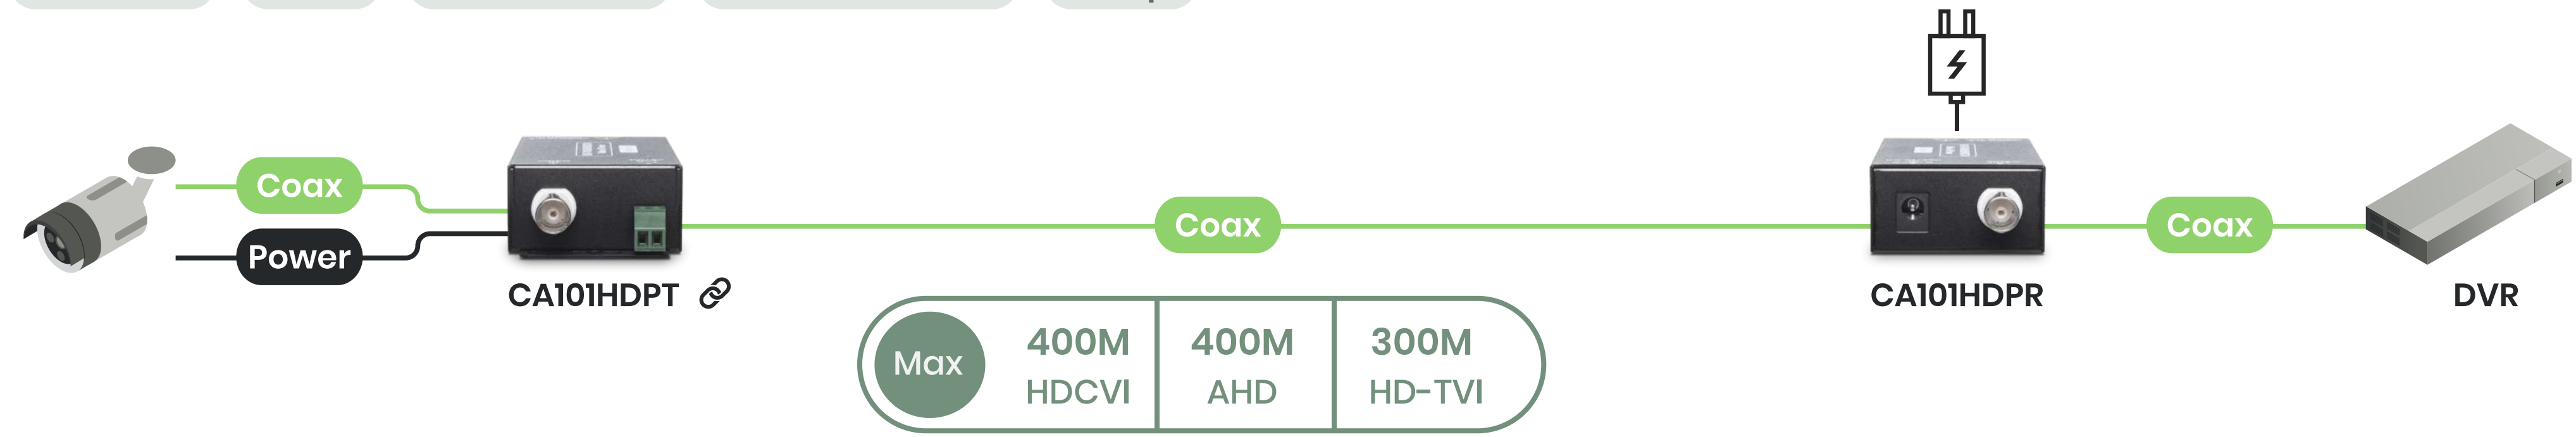 Coax
Power
CA101HDPT
Coax
CA101HDPR
Coax
DVR
Max
400M
HDCVI
400M
AHD
300M
HD-TVI